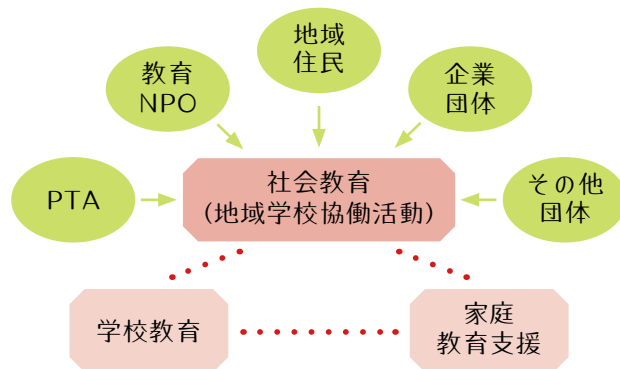 地域
住民
教育
NPO
企業
団体
PTA
社会教育
(地域学校協働活動)
その他
団体
学校教育
家庭
教育支援